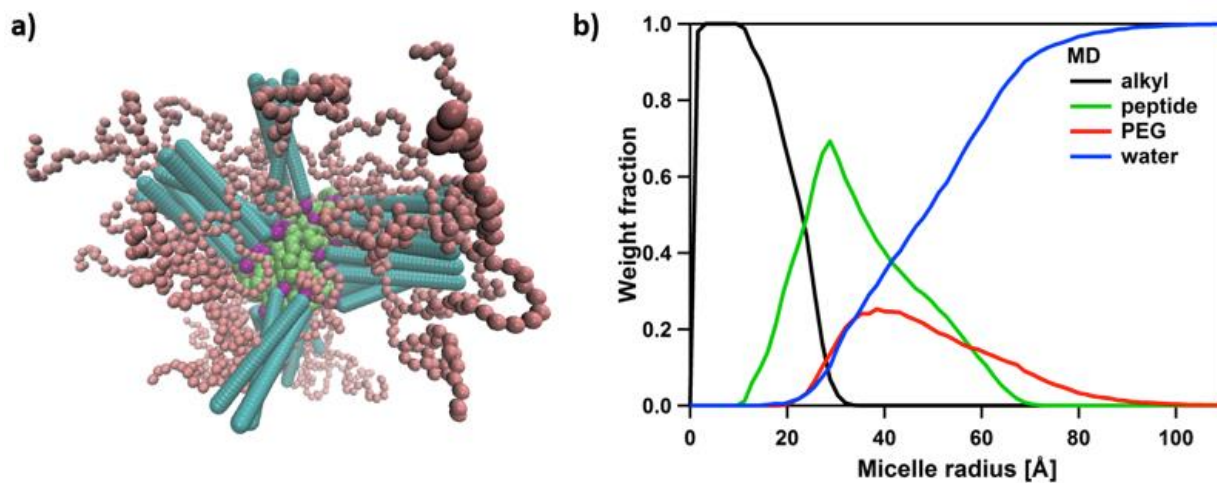 a)
b)
1.0
0.8
0.6
0.4
0.2
0.0
Weight fraction
MD
alkyl
peptide
PEG
water
0
20
40
60
80
100
Micelle radius [Å]